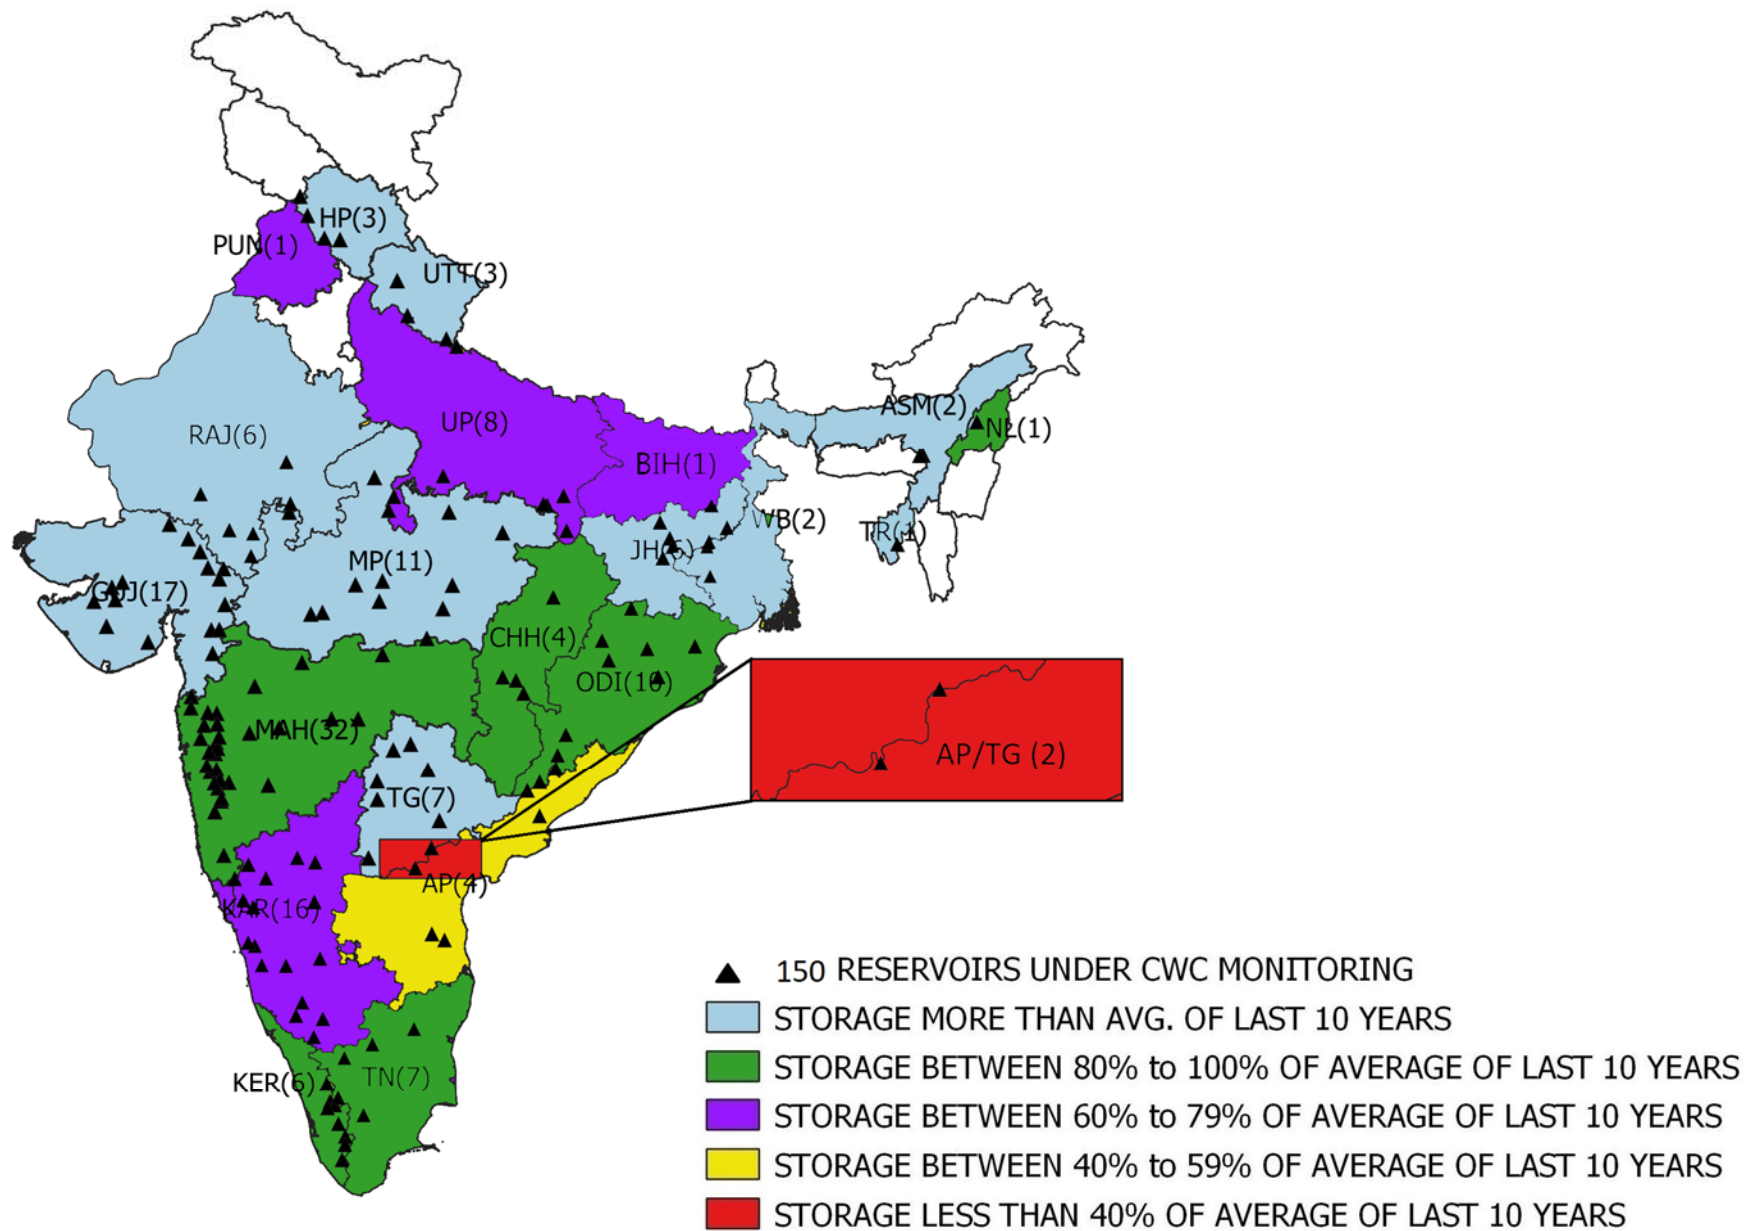 HP(3)
PUN(1)
UTT(3)
ASM(2)
UP(8)
NL(1)
RAJ(6)
BIH(1)
WB(2)
TR(1)
JH(6)
MP(11)
GUJ(17)
CHH(4)
ODI(10)
MAH(32)
AP/TG (2)
TG(7)
AP(4)
KAR(16)
KER(6)
TN(7)
150 RESERVOIRS UNDER CWC MONITORING
STORAGE MORE THAN AVG. OF LAST 10 YEARS
STORAGE BETWEEN 80% to 100% OF AVERAGE OF LAST 10 YEARS
STORAGE BETWEEN 60% to 79% OF AVERAGE OF LAST 10 YEARS
STORAGE BETWEEN 40% to 59% OF AVERAGE OF LAST 10 YEARS
STORAGE LESS THAN 40% OF AVERAGE OF LAST 10 YEARS